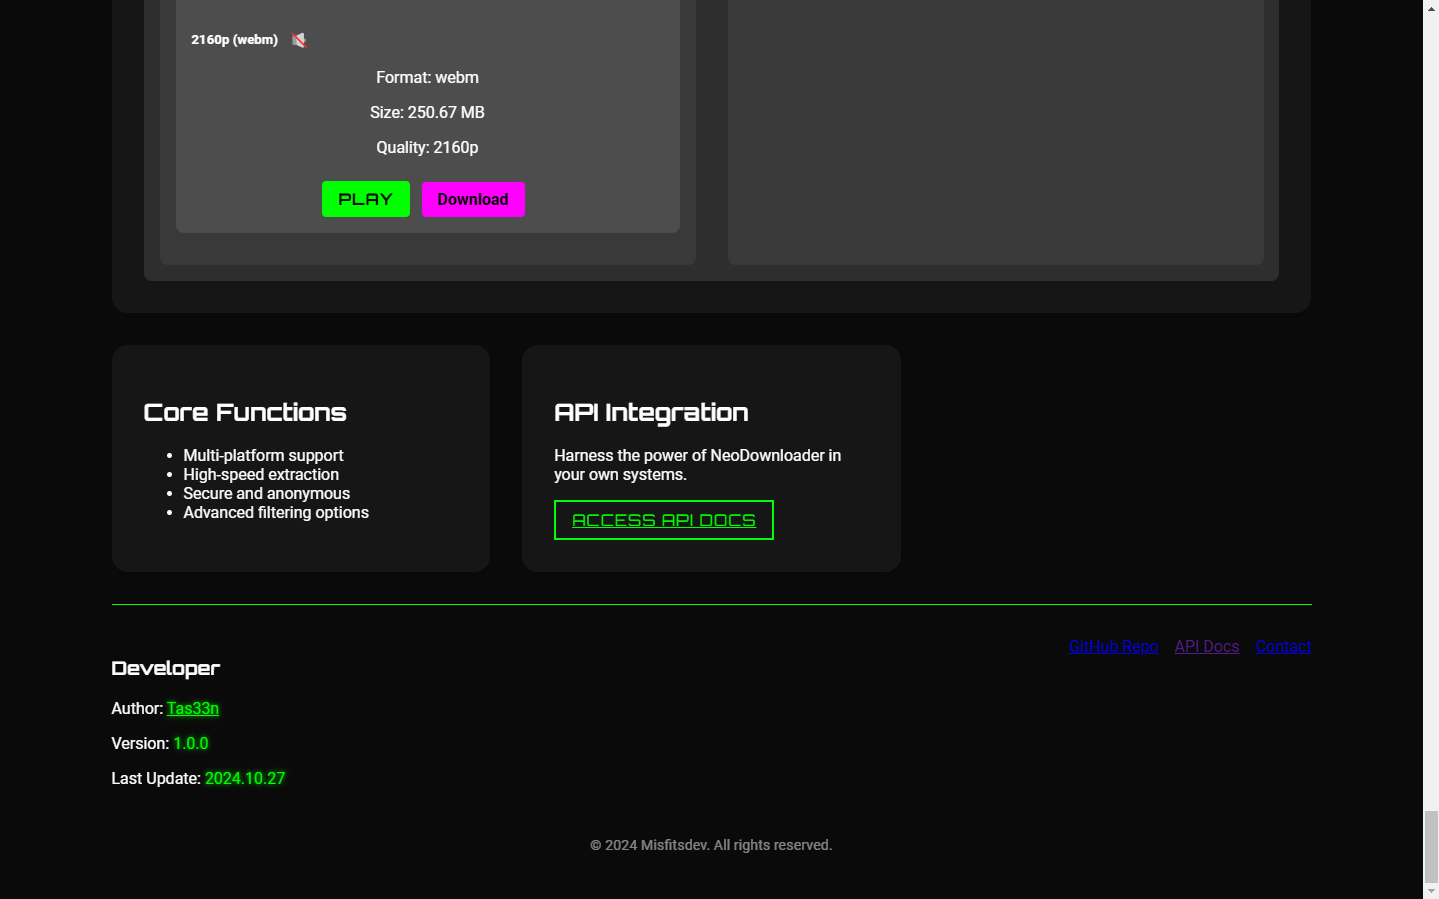 2160p (webm)
Format: webm
Size: 250.67 MB
Quality: 2160p
PLAY
Download
Core Functions
• Multi-platform support
• High-speed extraction
• Secure and anonymous
• Advanced filtering options
API Integration
Harness the power of NeoDownloader in
your own systems.
ACCESS API DOCS
GitHub Repo API Docs Contact
Developer
Author: Tas33n
Version: 1.0.0
Last Update: 2024.10.27
© 2024 Misfitsdev. All rights reserved.